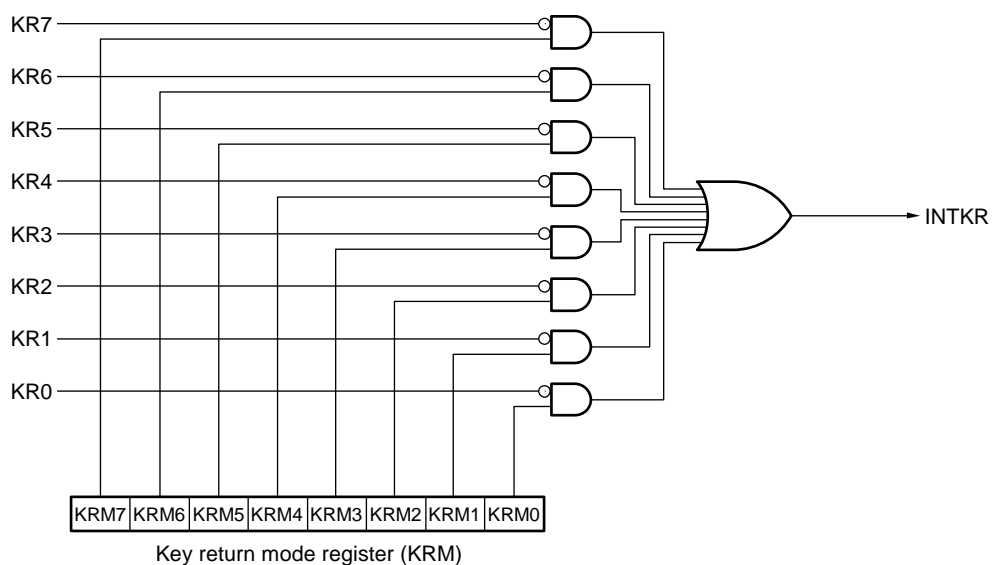 KR7
KR6
KR5
KR4
KR3
INTKR
KR2
KR1
KR0
KRM7 KRM6 KRM5 KRM4 KRM3 KRM2 KRM1 KRM0
Key return mode register (KRM)